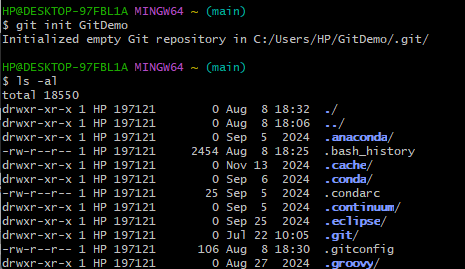 HP@DESKTOP-97FBL1A MINGW64 ~ (main)
$ git init GitDemo
Initialized empty Git repository in C:/Users/HP/GitDemo/.git/
HP@DESKTOP-97FBL1A MINGW64 ~ (main)
$ ls -al
total 18550
drwxr-xr-x 1 HP 197121 0 Aug 8 18:32 ./
drwxr-xr-x 1 HP 197121 0 Aug 8 18:06 ../
drwxr-xr-x 1 HP 197121 0 Sep 5 2024 .anaconda/
-rw-r--r-- 1 HP 197121 2454 Aug 8 18:25 .bash_history
drwxr-xr-x 1 HP 197121 0 Nov 13 2024 .cache/
drwxr-xr-x 1 HP 197121 0 Sep 6 2024 .conda/
-rw-r--r-- 1 HP 197121 25 Sep 5 2024 .condarc
drwxr-xr-x 1 HP 197121 0 Sep 5 2024 .continuum/
drwxr-xr-x 1 HP 197121 0 Sep 25 2024 .eclipse/
drwxr-xr-x 1 HP 197121 0 Jul 22 10:05 .git/
-rw-r--r-- 1 HP 197121 106 Aug 8 18:30 .gitconfig
drwxr-xr-x 1 HP 197121 0 Aug 27 2024 .groovy/